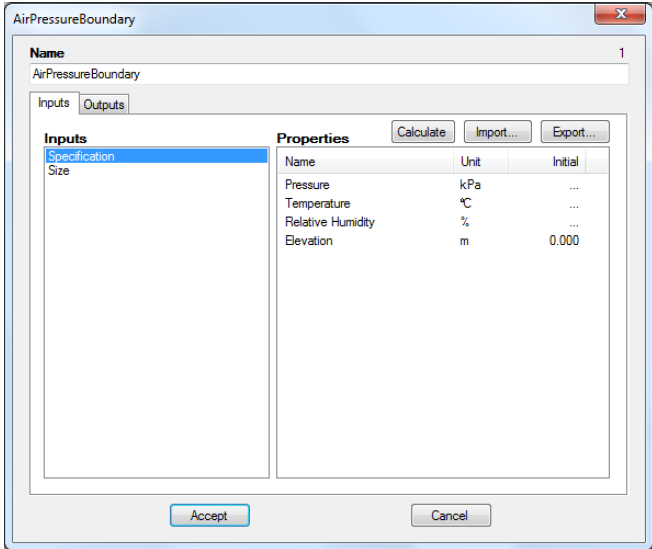 AirPressureBoundary
Name 1
AirPressureBoundary
Inputs Outputs
Inputs
Specification
Size
Properties Calculate Import... Export...
Name Unit Initial
Pressure kPa ...
Temperature °C ...
Relative Humidity % ...
Elevation m 0.000
Accept Cancel